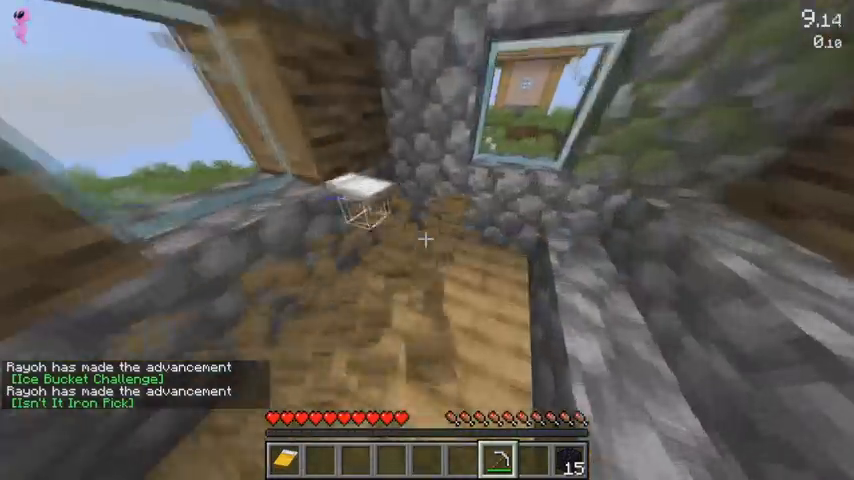 9.14
0.10
Rayoh has made the advancement
[Ice Bucket Challenge]
Rayoh has made the advancement
[Isn't It Iron Pick]
15